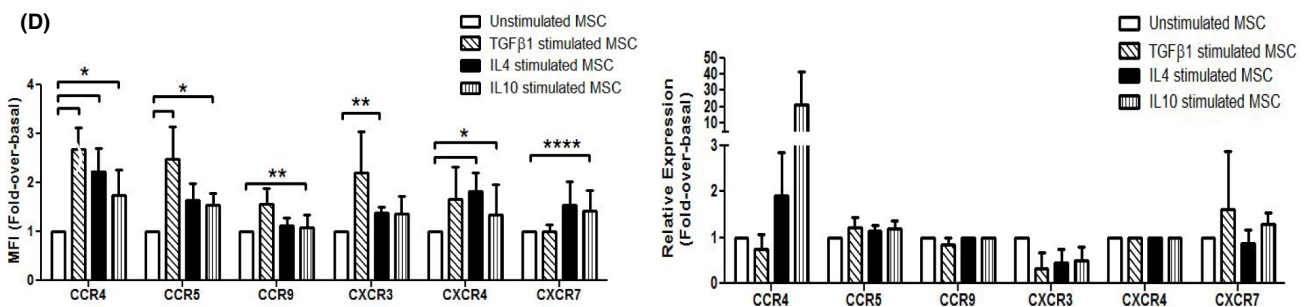 (D)
Unstimulated MSC
TGFβ1 stimulated MSC
IL4 stimulated MSC
IL10 stimulated MSC
MFI (Fold-over-basal)
4
3
2
1
0
*
*
**
**
*
****
CCR4 CCR5 CCR9 CXCR3 CXCR4 CXCR7
Unstimulated MSC
TGFβ1 stimulated MSC
IL4 stimulated MSC
IL10 stimulated MSC
Relative Expression
(Fold-over-basal)
50
40
30
20
10
3
2
1
0
CCR4 CCR5 CCR9 CXCR3 CXCR4 CXCR7